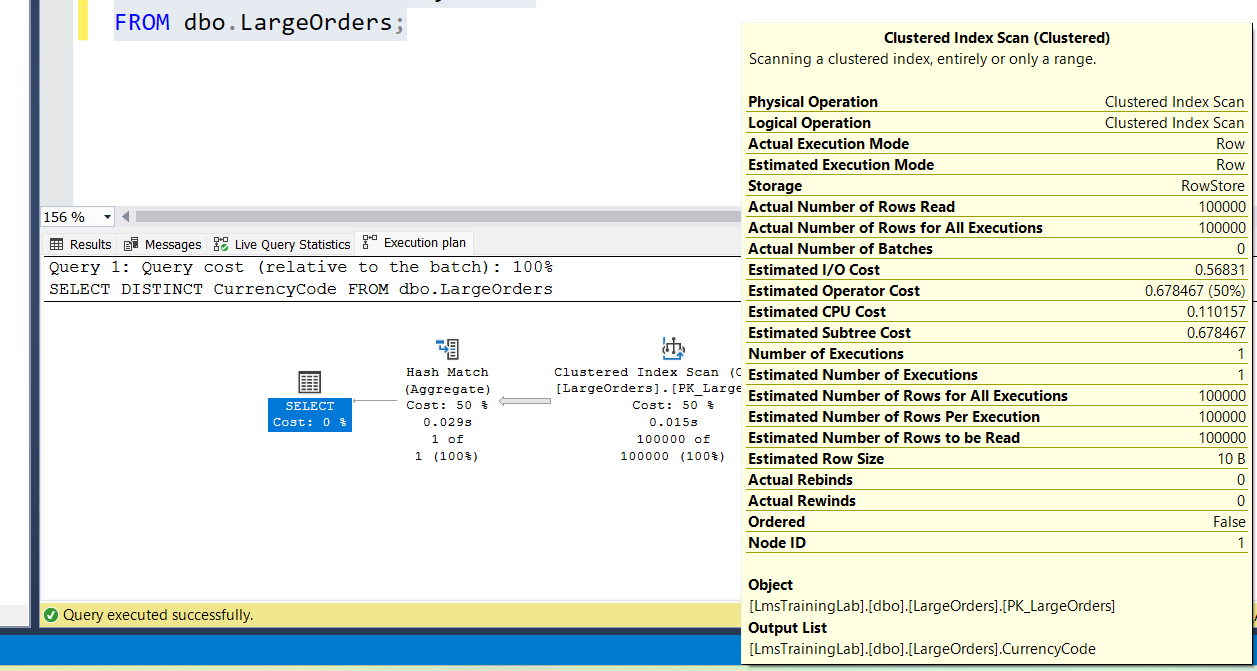 FROM dbo.LargeOrders;
156 %
Results Messages Live Query Statistics Execution plan
Query 1: Query cost (relative to the batch): 100%
SELECT DISTINCT CurrencyCode FROM dbo.LargeOrders
SELECT
Cost: 0 %
Hash Match
(Aggregate)
Cost: 50 %
0.029s
1 of
1 (100%)
Clustered Index Scan (C
[LargeOrders].[PK_Large
Cost: 50 %
0.015s
100000 of
100000 (100%)
Query executed successfully.
Clustered Index Scan (Clustered)
Scanning a clustered index, entirely or only a range.
Physical Operation Clustered Index Scan
Logical Operation Clustered Index Scan
Actual Execution Mode Row
Estimated Execution Mode Row
Storage RowStore
Actual Number of Rows Read 100000
Actual Number of Rows for All Executions 100000
Actual Number of Batches 0
Estimated I/O Cost 0.56831
Estimated Operator Cost 0.678467 (50%)
Estimated CPU Cost 0.110157
Estimated Subtree Cost 0.678467
Number of Executions 1
Estimated Number of Executions 1
Estimated Number of Rows for All Executions 100000
Estimated Number of Rows Per Execution 100000
Estimated Number of Rows to be Read 100000
Estimated Row Size 10 B
Actual Rebinds 0
Actual Rewinds 0
Ordered False
Node ID 1
Object
[LmsTrainingLab].[dbo].[LargeOrders].[PK_LargeOrders]
Output List
[LmsTrainingLab].[dbo].[LargeOrders].CurrencyCode